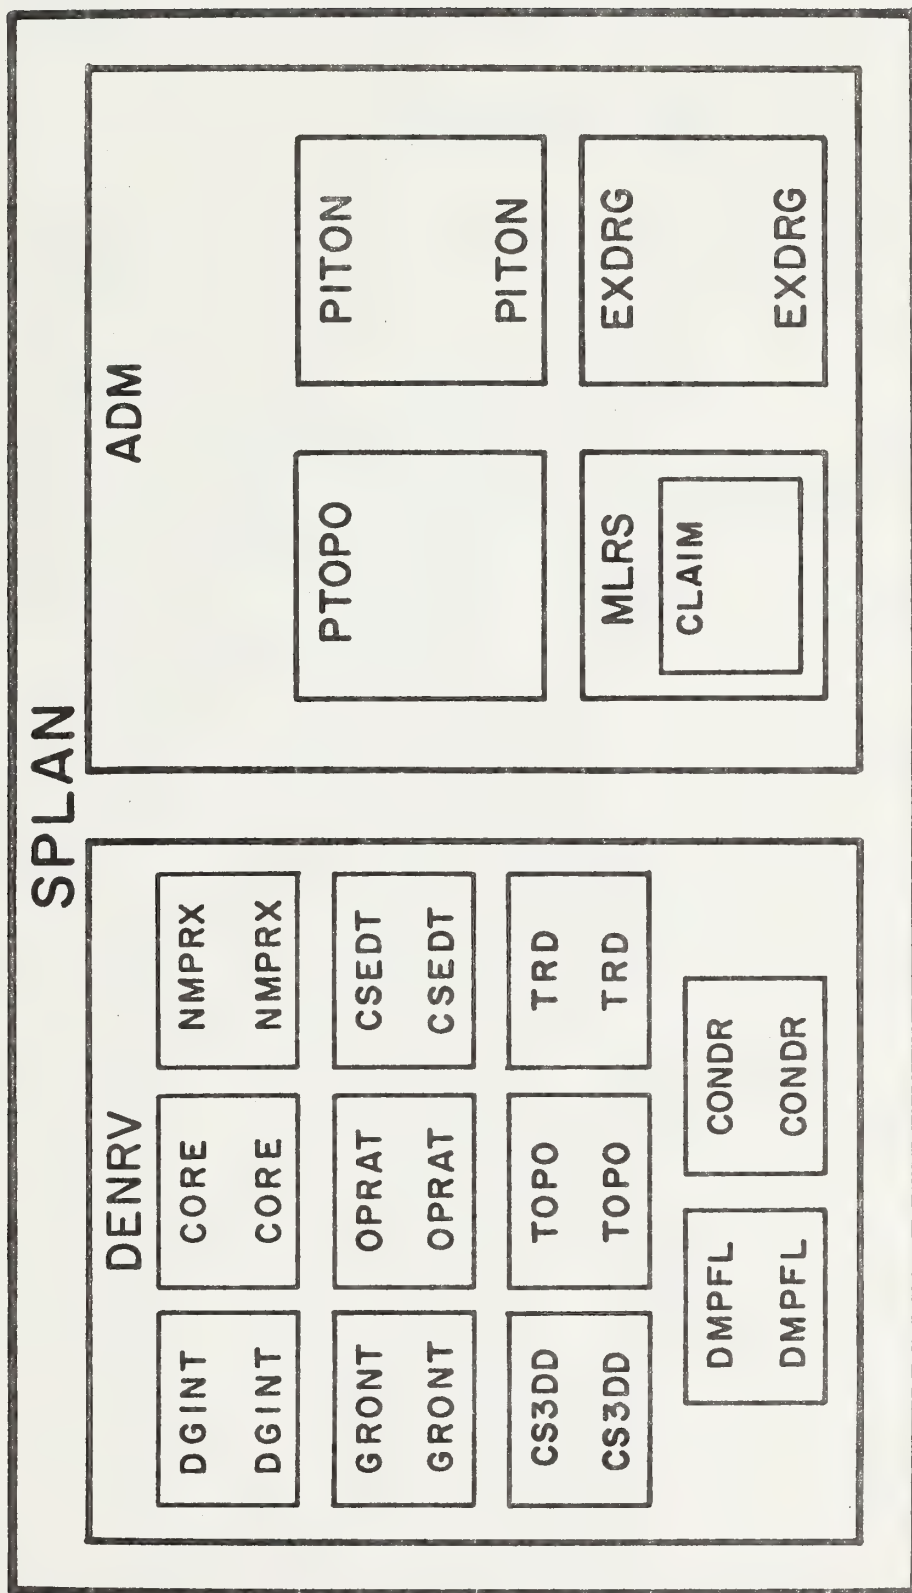 SPLAN
DENRV
DGINT
DGINT
CORE
CORE
NMPRX
NMPRX
GRONT
GRONT
OPRAT
OPRAT
CSEDT
CSEDT
CS3DD
CS3DD
TOPO
TOPO
TRD
TRD
DMPFL
DMPFL
CONDR
CONDR
ADM
PTOPO
PITON
PITON
MLRS
CLAIM
EXDRG
EXDRG